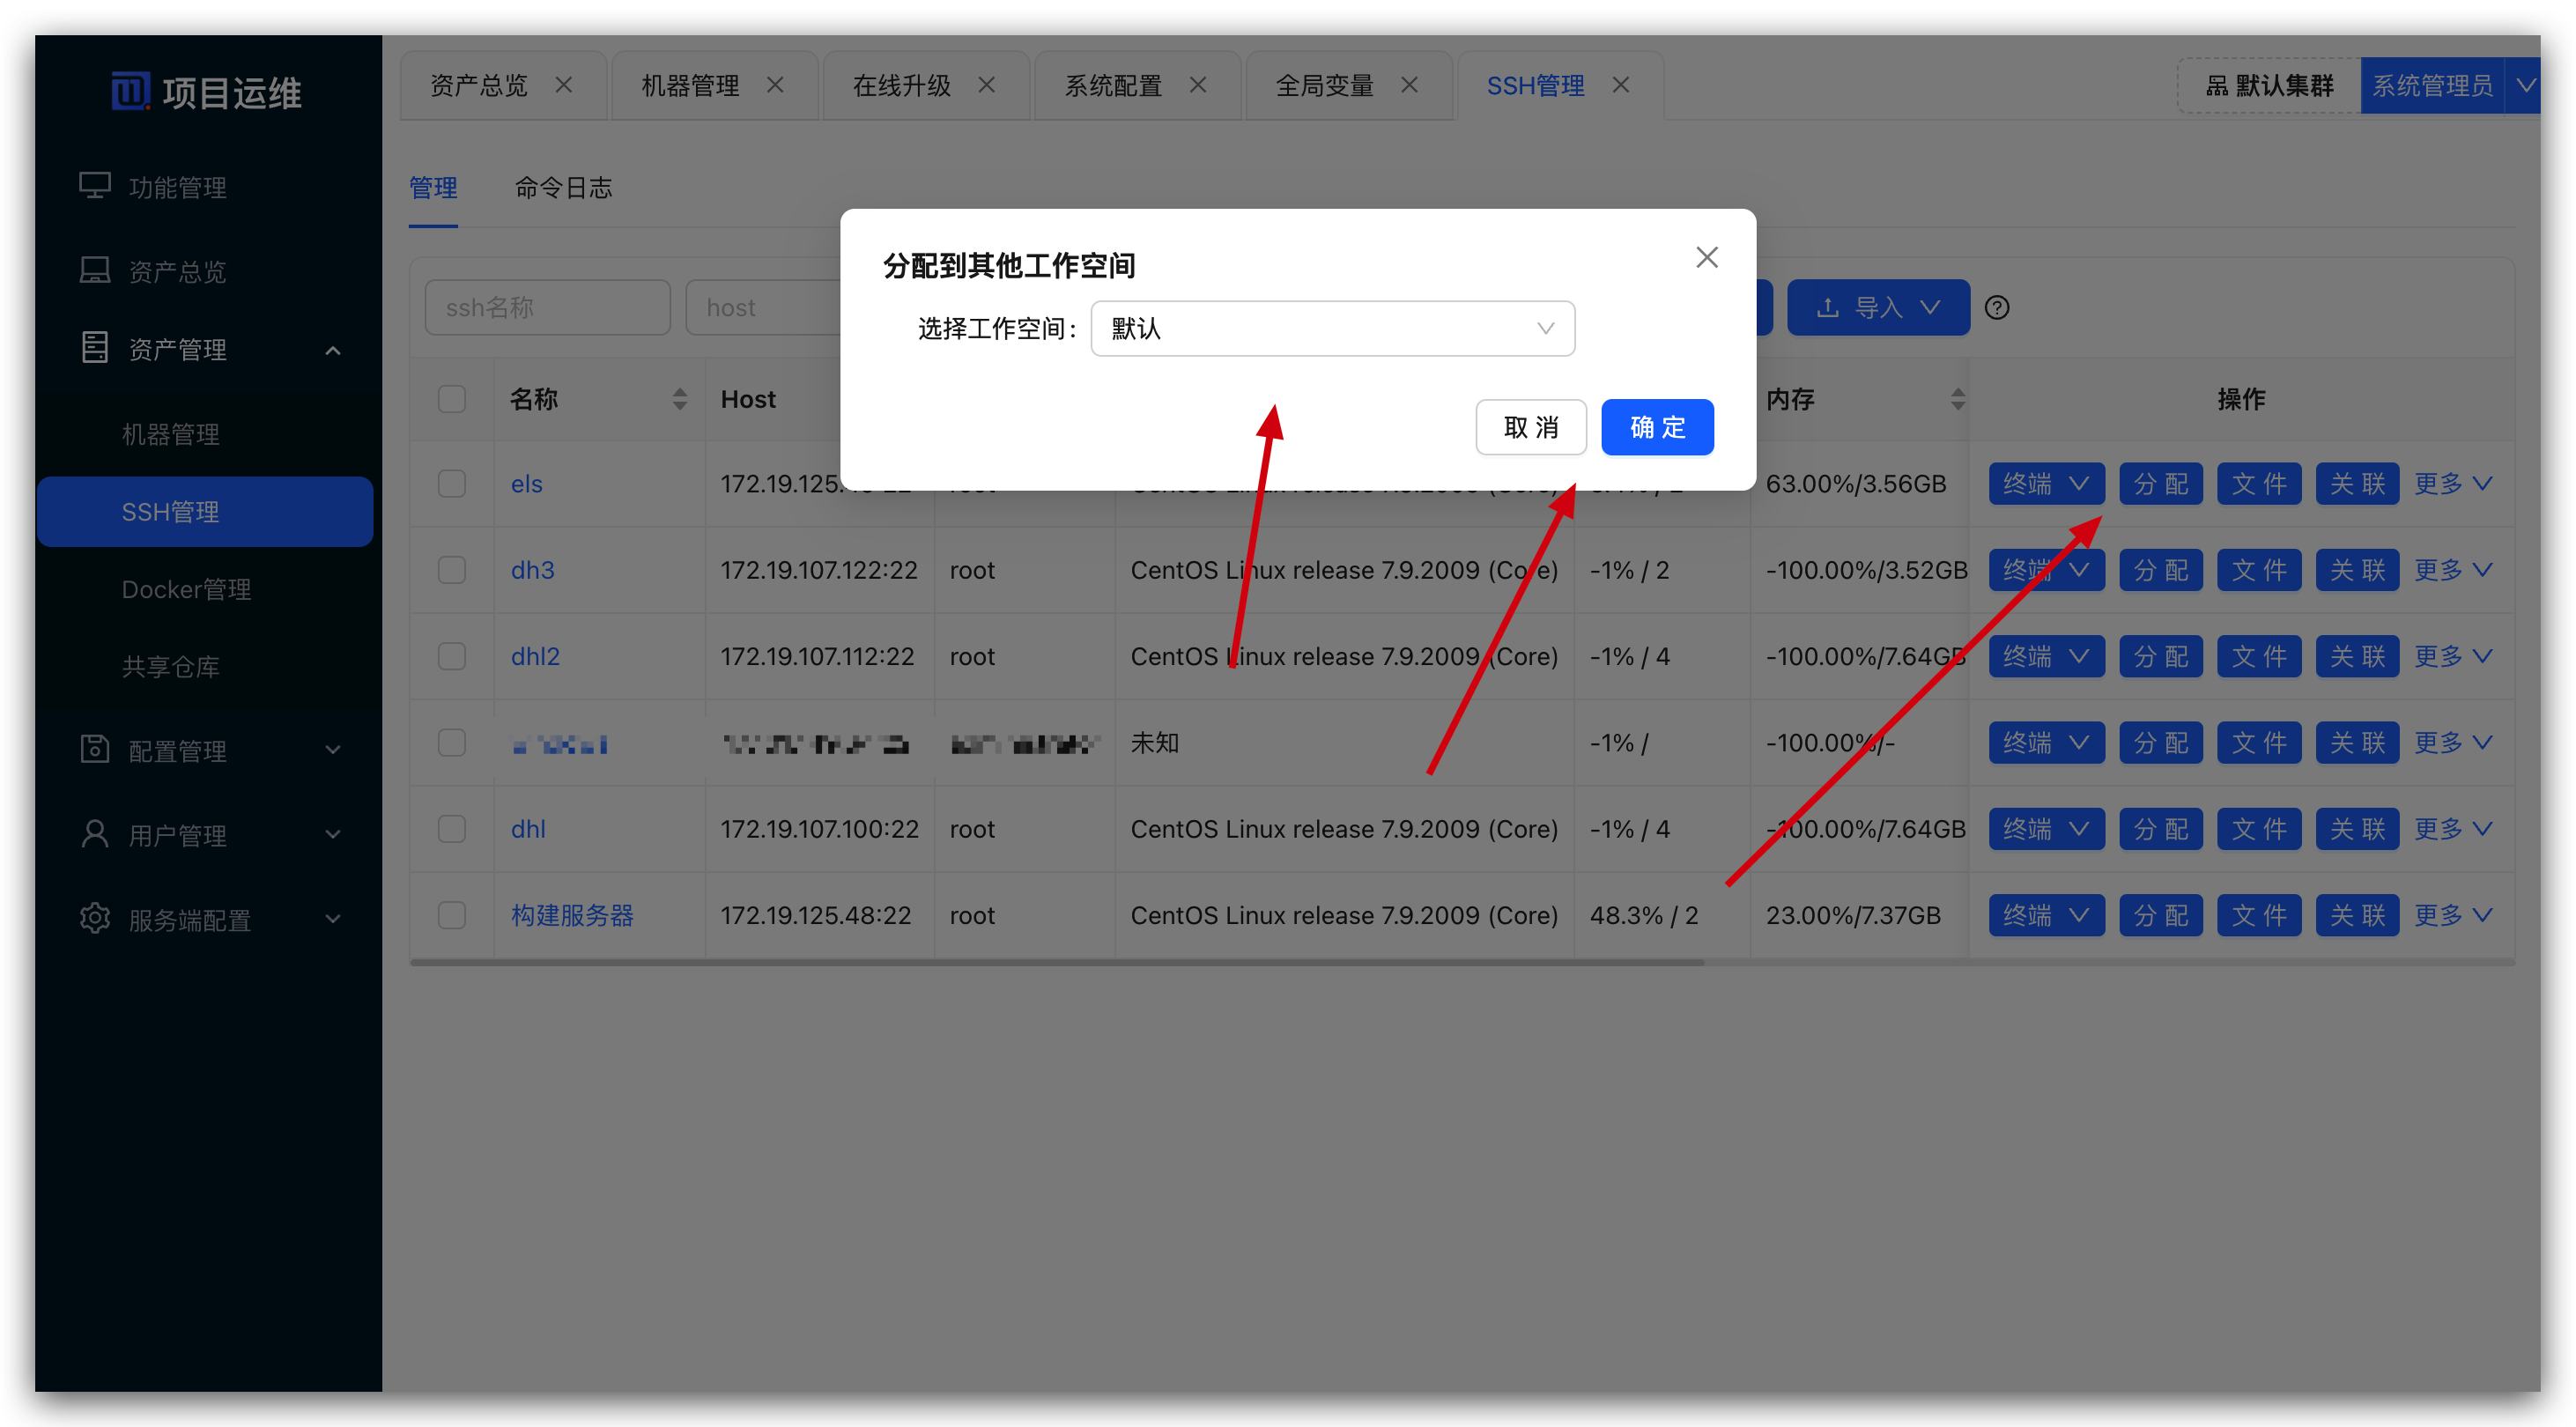 项目运维
功能管理
资产总览
资产管理
机器管理
SSH管理
Docker管理
共享仓库
配置管理
用户管理
服务端配置
资产总览 机器管理 在线升级 系统配置 全局变量 SSH管理
默认集群 系统管理员
管理 命令日志
ssh名称 host 导入
分配到其他工作空间
选择工作空间: 默认
取 消 确 定
名称 Host 内存 操作
els 172.19.125. 63.00%/3.56GB 终端 分 配 文 件 关 联 更多
dh3 172.19.107.122:22 root CentOS Linux release 7.9.2009 (Core) -1% / 2 -100.00%/3.52GB 终端 分 配 文 件 关 联 更多
dhl2 172.19.107.112:22 root CentOS Linux release 7.9.2009 (Core) -1% / 4 -100.00%/7.64GB 终端 分 配 文 件 关 联 更多
未知 -1% / -100.00%/- 终端 分 配 文 件 关 联 更多
dhl 172.19.107.100:22 root CentOS Linux release 7.9.2009 (Core) -1% / 4 -100.00%/7.64GB 终端 分 配 文 件 关 联 更多
构建服务器 172.19.125.48:22 root CentOS Linux release 7.9.2009 (Core) 48.3% / 2 23.00%/7.37GB 终端 分 配 文 件 关 联 更多